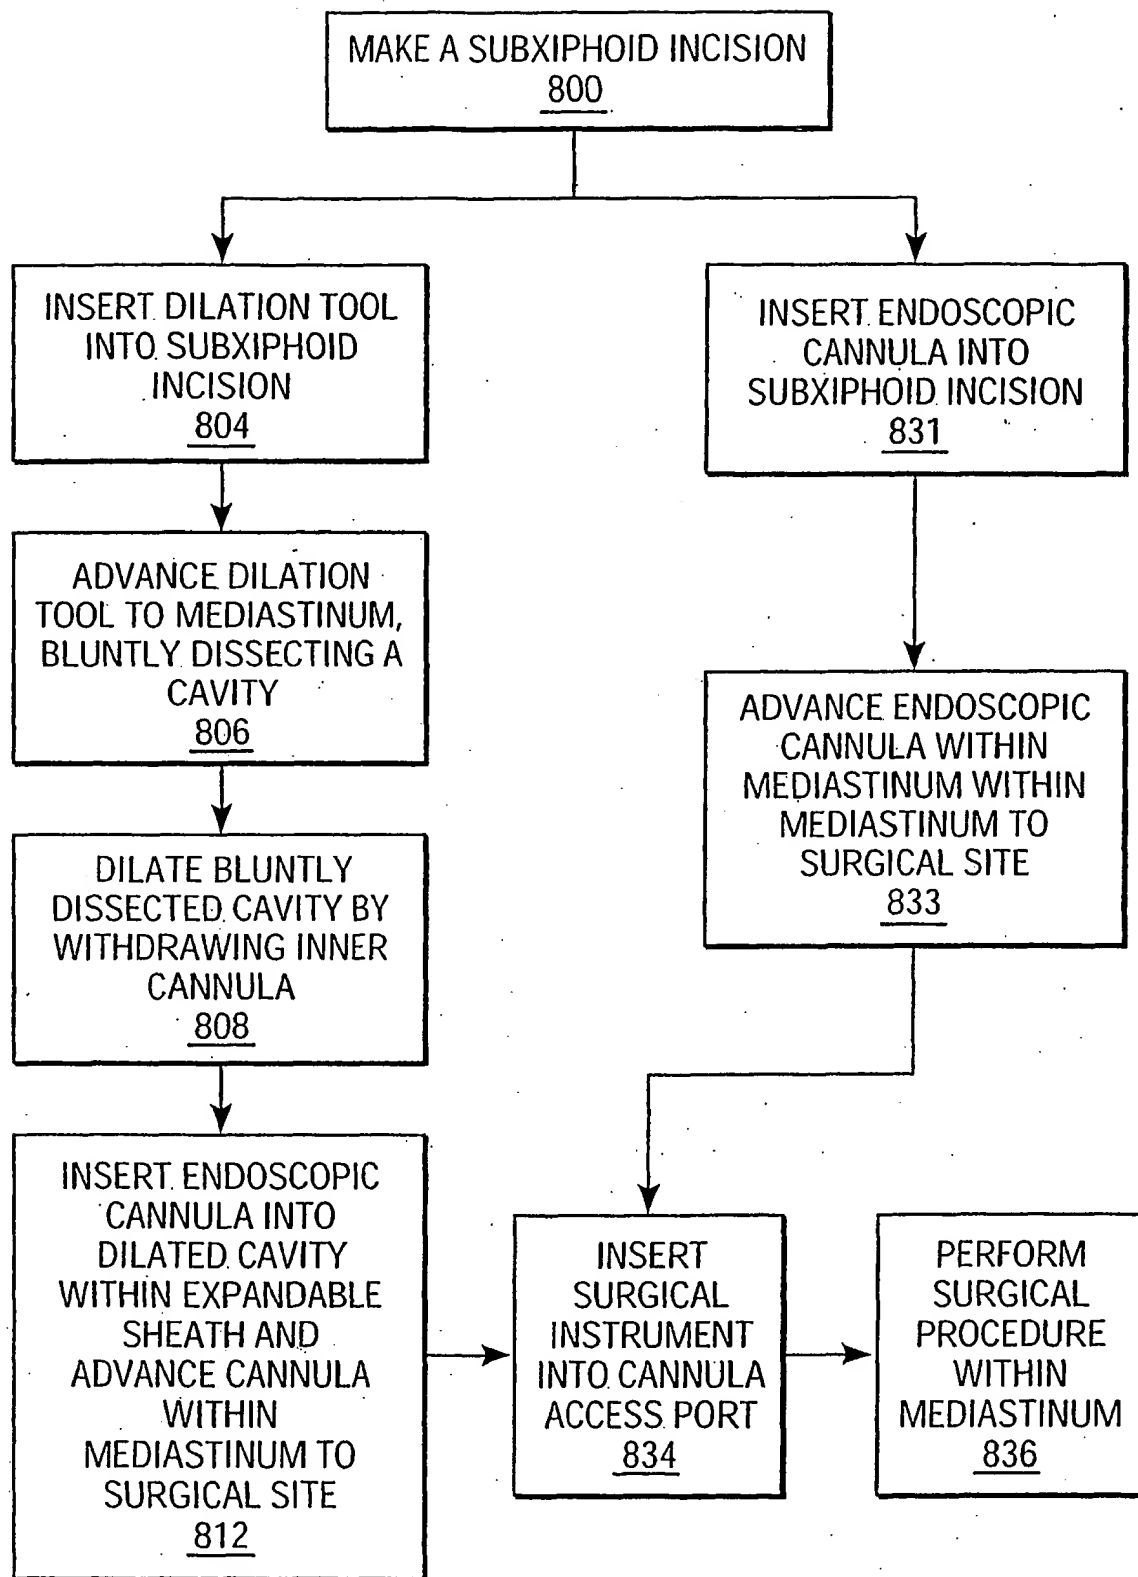 MAKE A SUBXIPHOID INCISION
800
INSERT DILATION TOOL
INTO SUBXIPHOID
INCISION
804
ADVANCE DILATION
TOOL TO MEDIASTINUM,
BLUNTLY DISSECTING A
CAVITY
806
DILATE BLUNTLY
DISSECTED CAVITY BY
WITHDRAWING INNER
CANNULA
808
INSERT ENDOSCOPIC
CANNULA INTO
DILATED CAVITY
WITHIN EXPANDABLE
SHEATH AND
ADVANCE CANNULA
WITHIN
MEDIASTINUM TO
SURGICAL SITE
812
INSERT ENDOSCOPIC
CANNULA INTO
SUBXIPHOID INCISION
831
ADVANCE ENDOSCOPIC
CANNULA WITHIN
MEDIASTINUM WITHIN
MEDIASTINUM TO
SURGICAL SITE
833
INSERT
SURGICAL
INSTRUMENT
INTO CANNULA
ACCESS PORT
834
PERFORM
SURGICAL
PROCEDURE
WITHIN
MEDIASTINUM
836